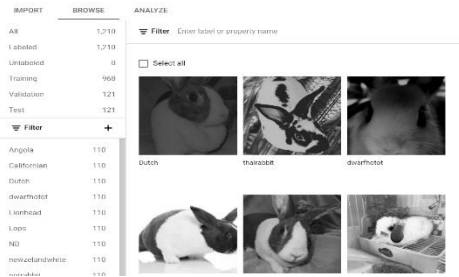 IMPORT BROWSE ANALYZE
All 1,210
Labeled 1,210
Unlabeled 0
Training 968
Validation 121
Test 121
Filter +
Angola 110
Californian 110
Dutch 110
dwarfhotot 110
Lionhead 110
Lops 110
ND 110
newzelandwhite 110
noirabbit 110
Filter Enter label or property name
Select all
Dutch thairabbit dwarfhotot